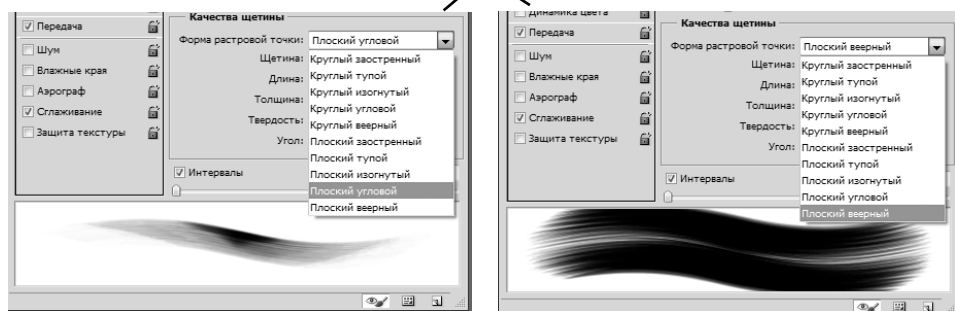 Качества щетины
Передача
Форма растровой точки: Плоский угловой
Шум
Щетина:
Круглый заостренный
Влажные края
Длина:
Круглый тупой
Аэрограф
Толщина:
Круглый изогнутый
Сглаживание
Твердость:
Круглый угловой
Защита текстуры
Угол:
Круглый веерный
Плоский заостренный
Плоский тупой
Интервалы
Плоский изогнутый
Плоский угловой
Плоский веерный
Динамика цвета
Качества щетины
Передача
Форма растровой точки: Плоский веерный
Шум
Щетина:
Круглый заостренный
Влажные края
Длина:
Круглый тупой
Аэрограф
Толщина:
Круглый изогнутый
Сглаживание
Твердость:
Круглый угловой
Защита текстуры
Угол:
Круглый веерный
Плоский заостренный
Плоский тупой
Интервалы
Плоский изогнутый
Плоский угловой
Плоский веерный